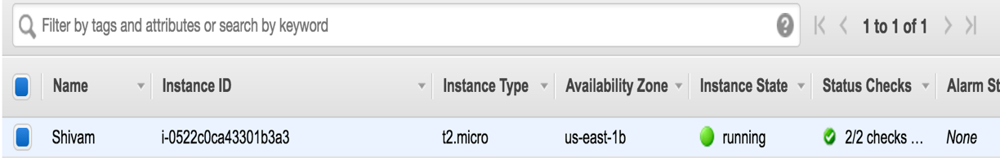 Filter by tags and attributes or search by keyword ? 1 to 1 of 1
Name Instance ID Instance Type Availability Zone Instance State Status Checks Alarm St
Shivam i-0522c0ca43301b3a3 t2.micro us-east-1b running 2/2 checks ... None